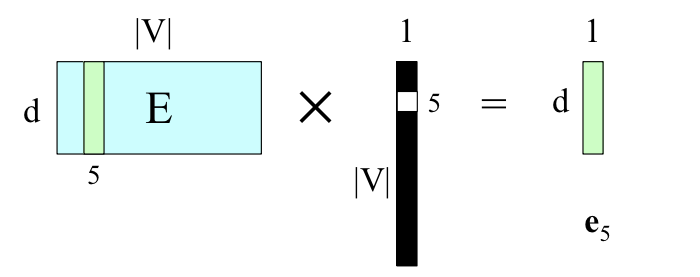 |V| 1 1
d E × 5 = d
5 |V|
e5